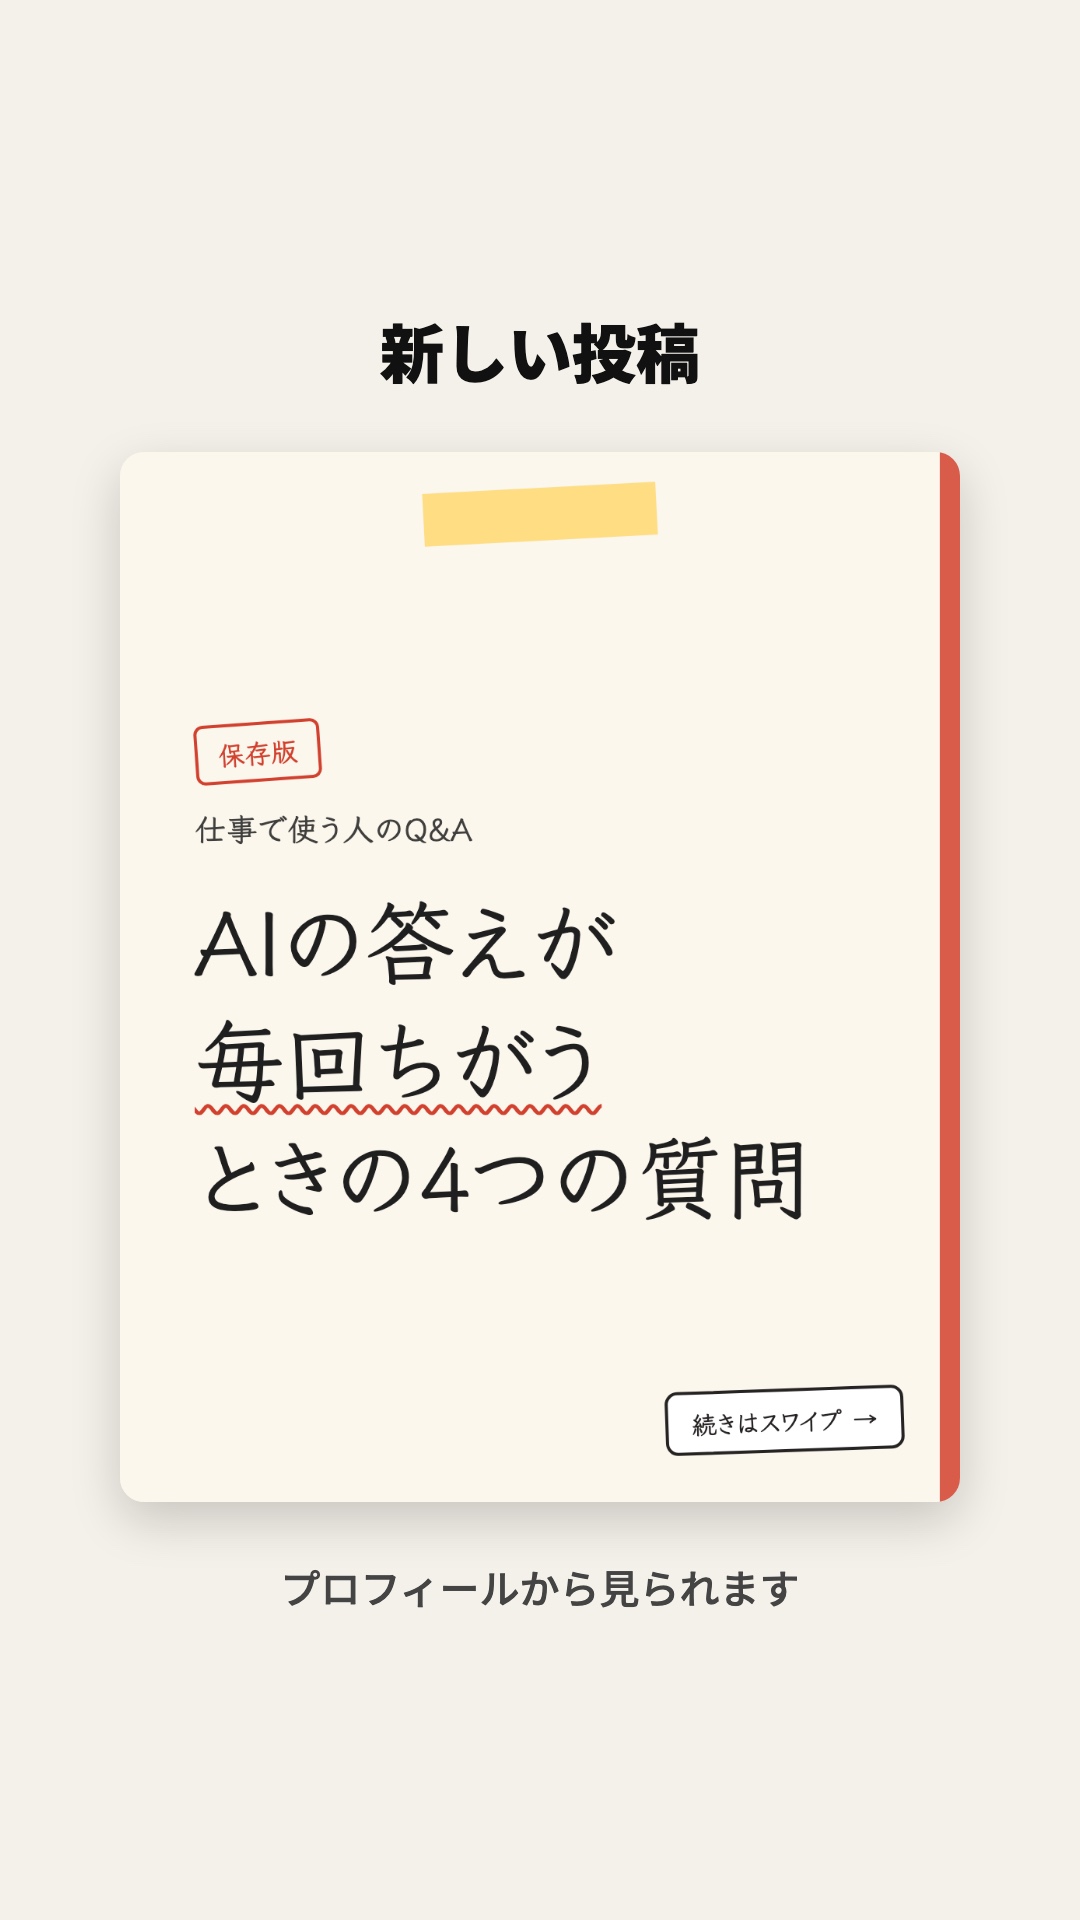 新しい投稿
保存版
仕事で使う人のQ&A
AIの答えが
毎回ちがう
ときの4つの質問
続きはスワイプ →
プロフィールから見られます